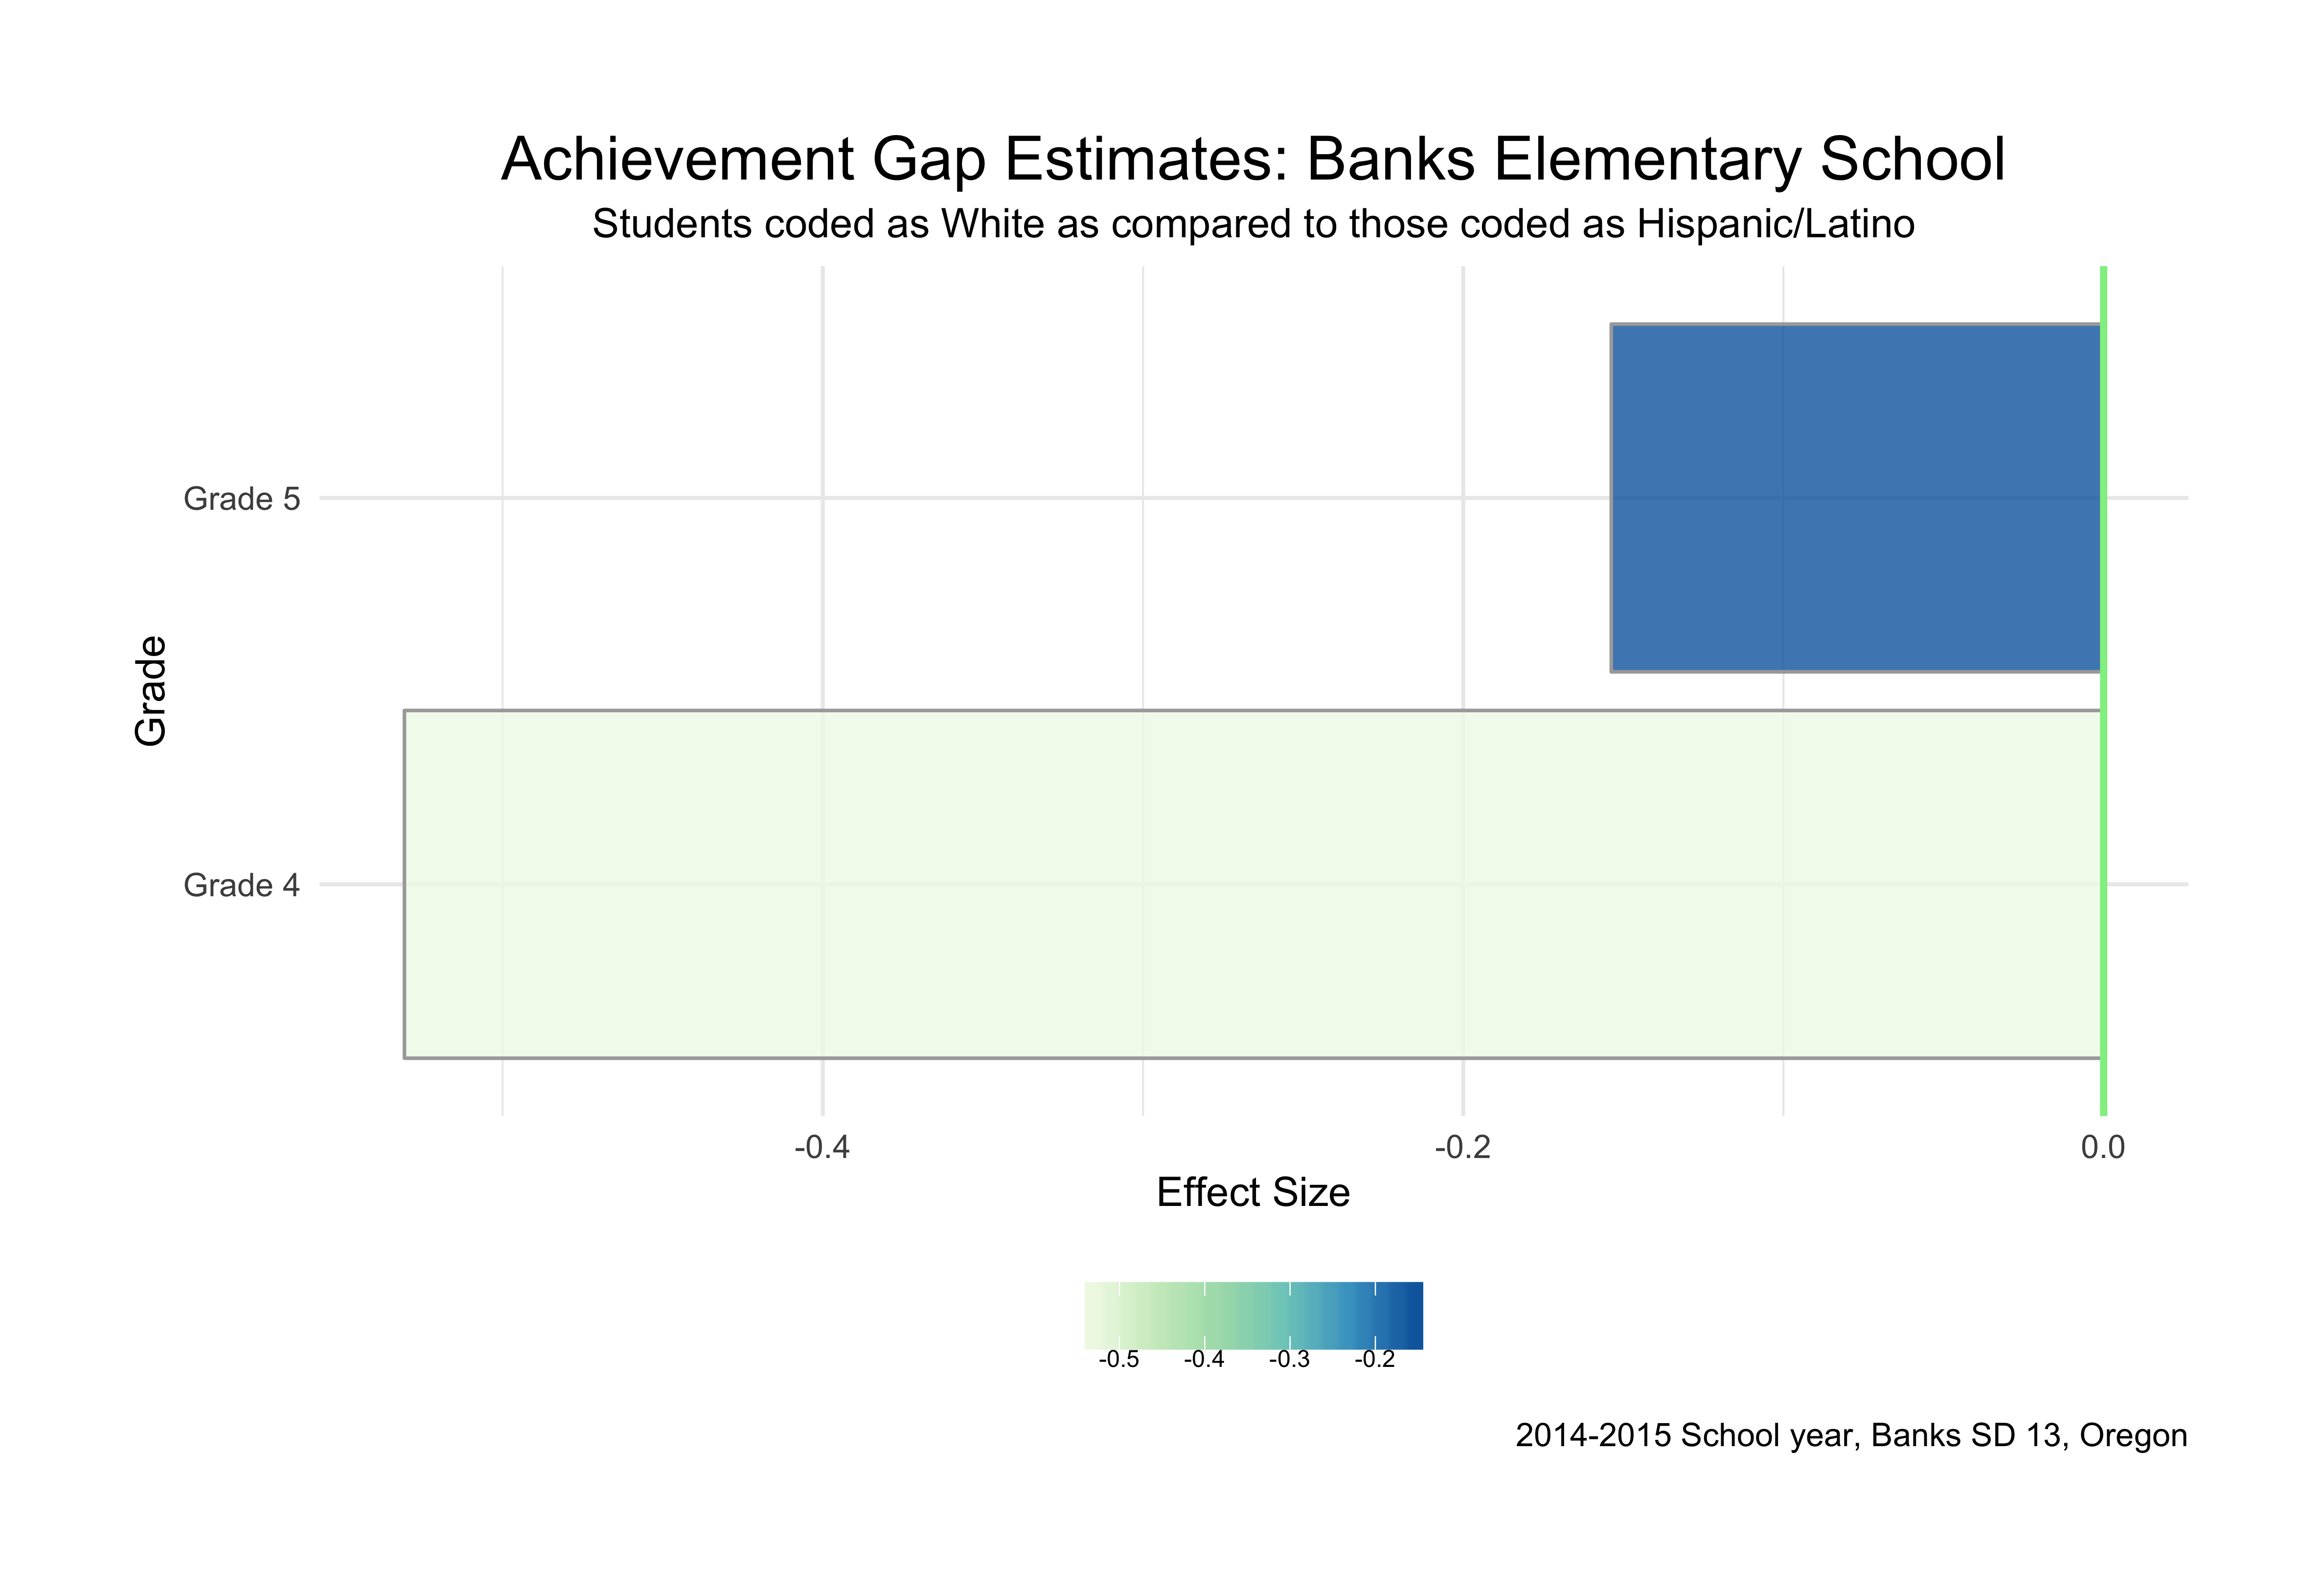 Achievement Gap Estimates: Banks Elementary School
Students coded as White as compared to those coded as Hispanic/Latino
Grade
Grade 5
Grade 4
-0.4 -0.2 0.0
Effect Size
-0.5 -0.4 -0.3 -0.2
2014-2015 School year, Banks SD 13, Oregon